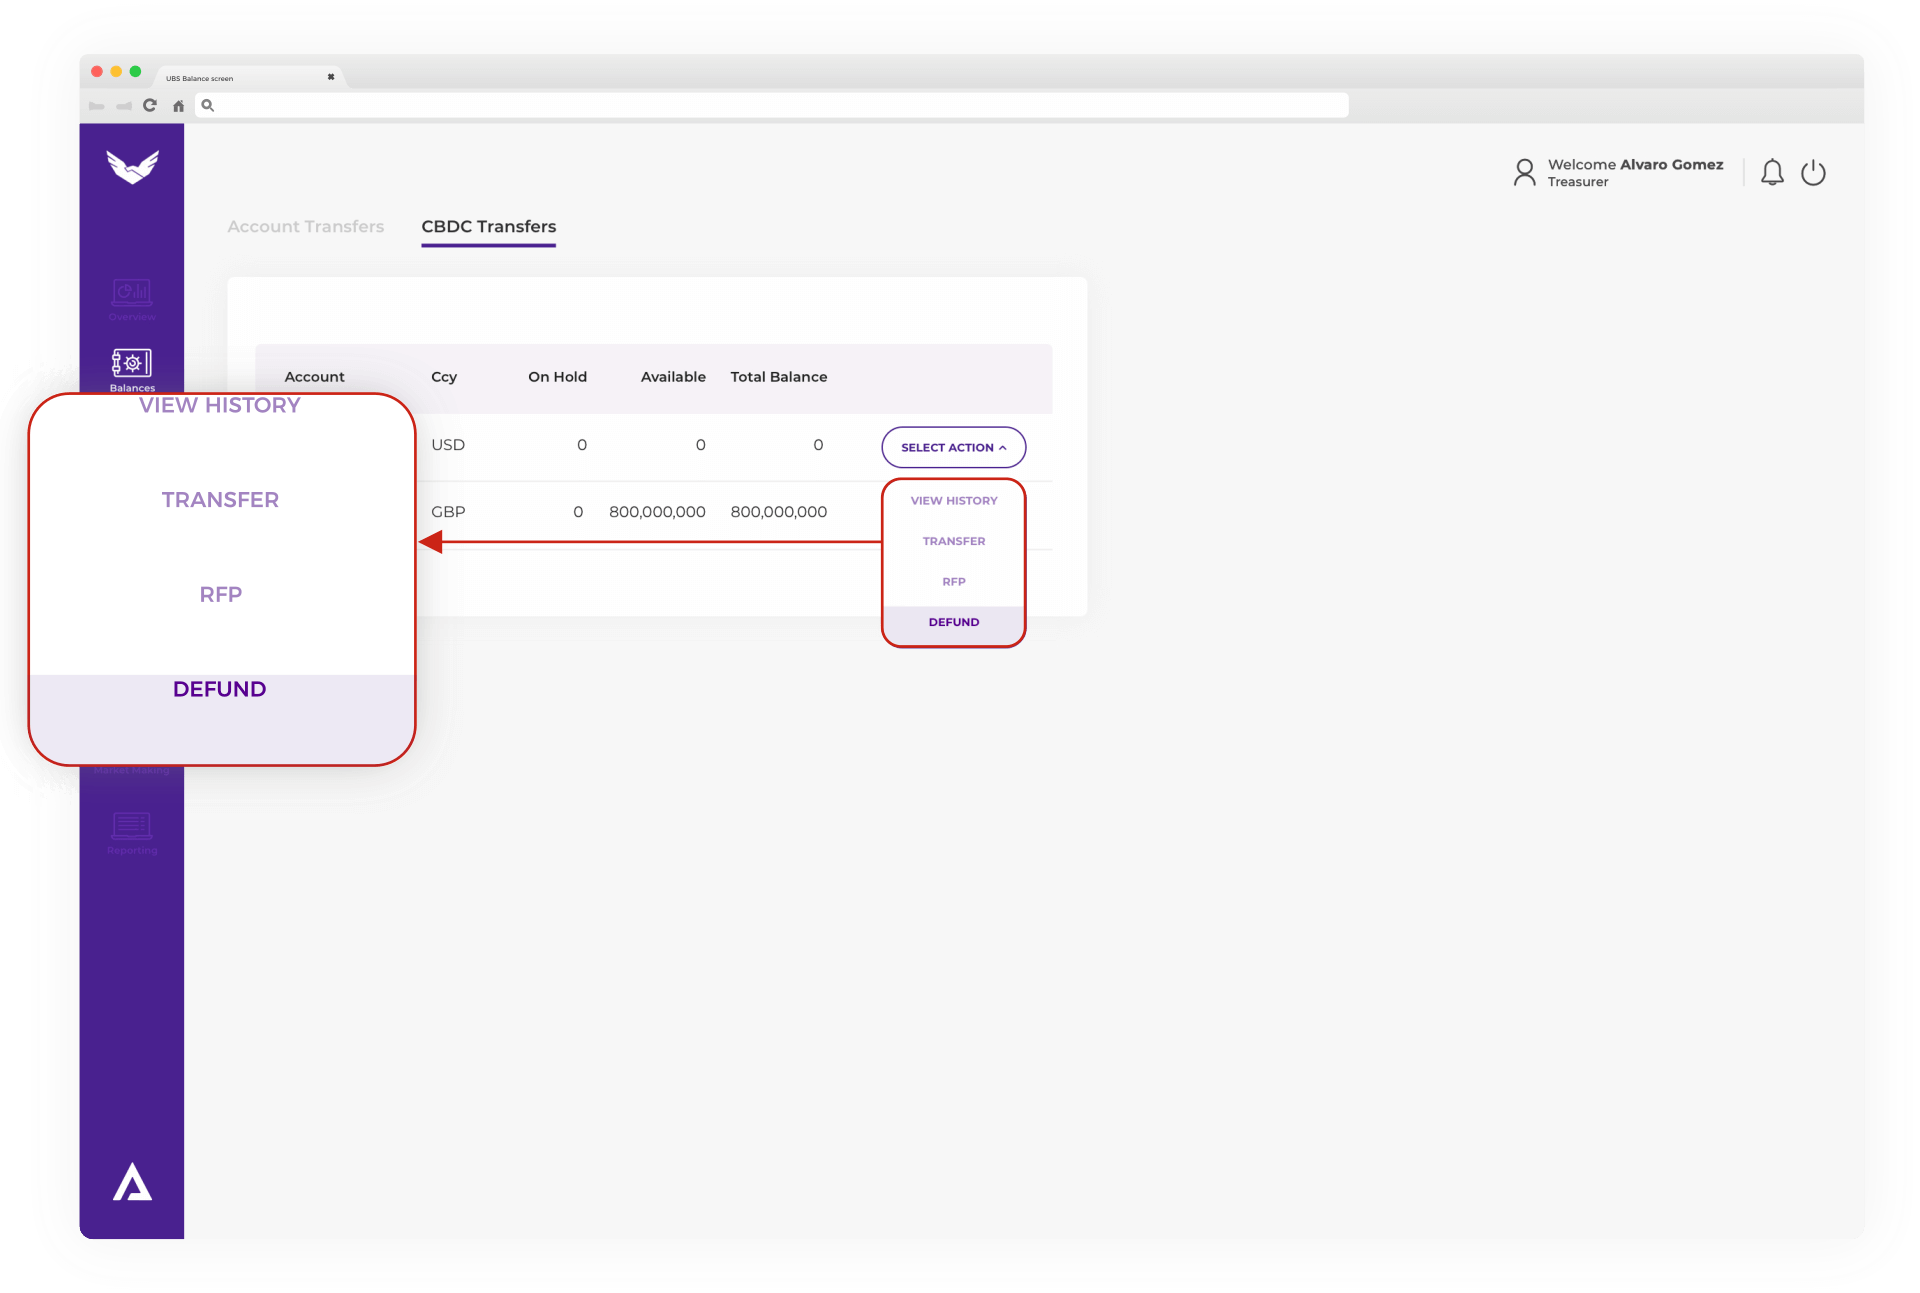 UBS Balance screen
Welcome Alvaro Gomez
Treasurer
Account Transfers
CBDC Transfers
Overview
Balances
Account Ccy On Hold Available Total Balance
USD 0 0 0 SELECT ACTION
GBP 0 800,000,000 800,000,000
VIEW HISTORY
TRANSFER
RFP
DEFUND
VIEW HISTORY
TRANSFER
RFP
DEFUND
Market Making
Reporting